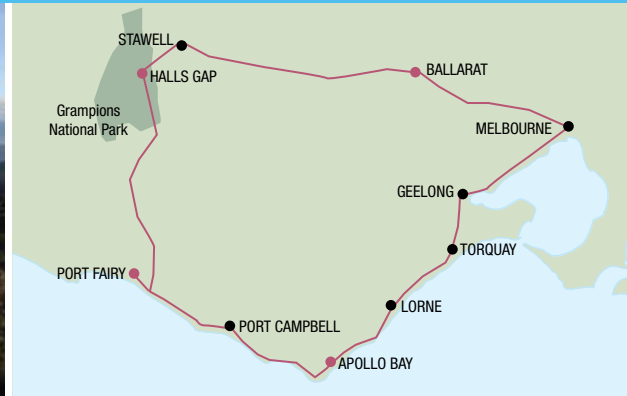 STAWELL
HALLS GAP
BALLARAT
Grampions
National Park
MELBOURNE
GEELONG
TORQUAY
PORT FAIRY
LORNE
PORT CAMPBELL
APOLLO BAY